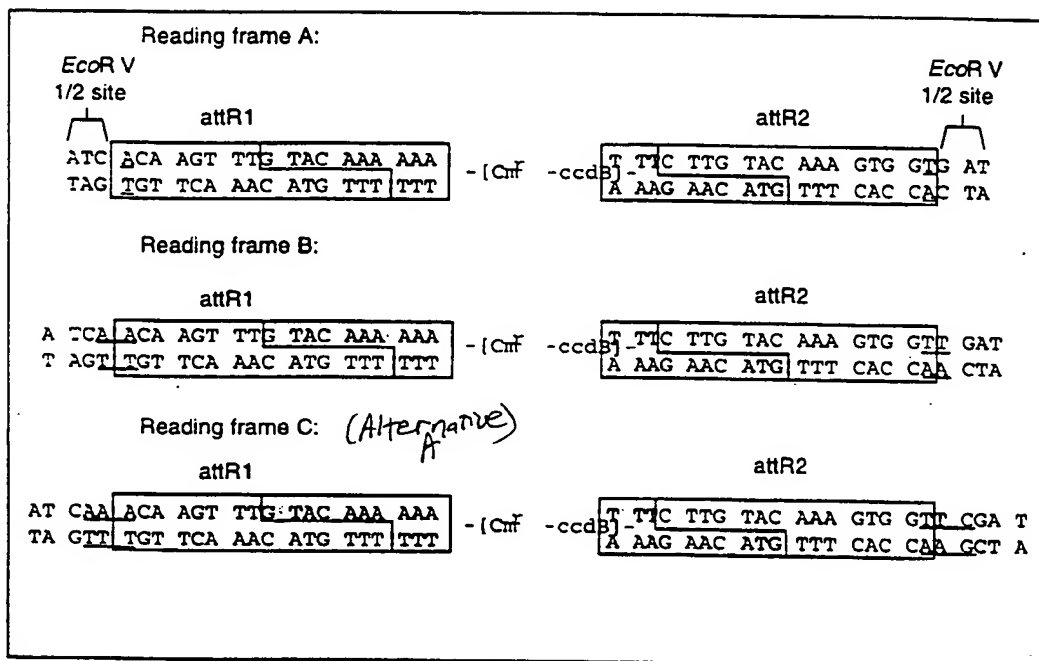 Reading frame A:
EcoR V
1/2 site
EcoR V
1/2 site
attR1
attR2
ATC ACA AGT TTG TAC AAA AAA
TAG TGT TCA AAC ATG TTT TTT
-[Cmr -ccdB]-
T TTC TTG TAC AAA GTG GTG AT
A AAG AAC ATG TTT CAC CAC TA
Reading frame B:
attR1
attR2
A TCA ACA AGT TTG TAC AAA AAA
T AGT TGT TCA AAC ATG TTT TTT
-[Cmr -ccdB]-
T TTC TTG TAC AAA GTG GTT GAT
A AAG AAC ATG TTT CAC CAA CTA
Reading frame C: (Alternative A)
attR1
attR2
AT CAA ACA AGT TTG TAC AAA AAA
TA GTT TGT TCA AAC ATG TTT TTT
-[Cmr -ccdB]-
T TTC TTG TAC AAA GTG GTT CGA T
A AAG AAC ATG TTT CAC CAA GCT A